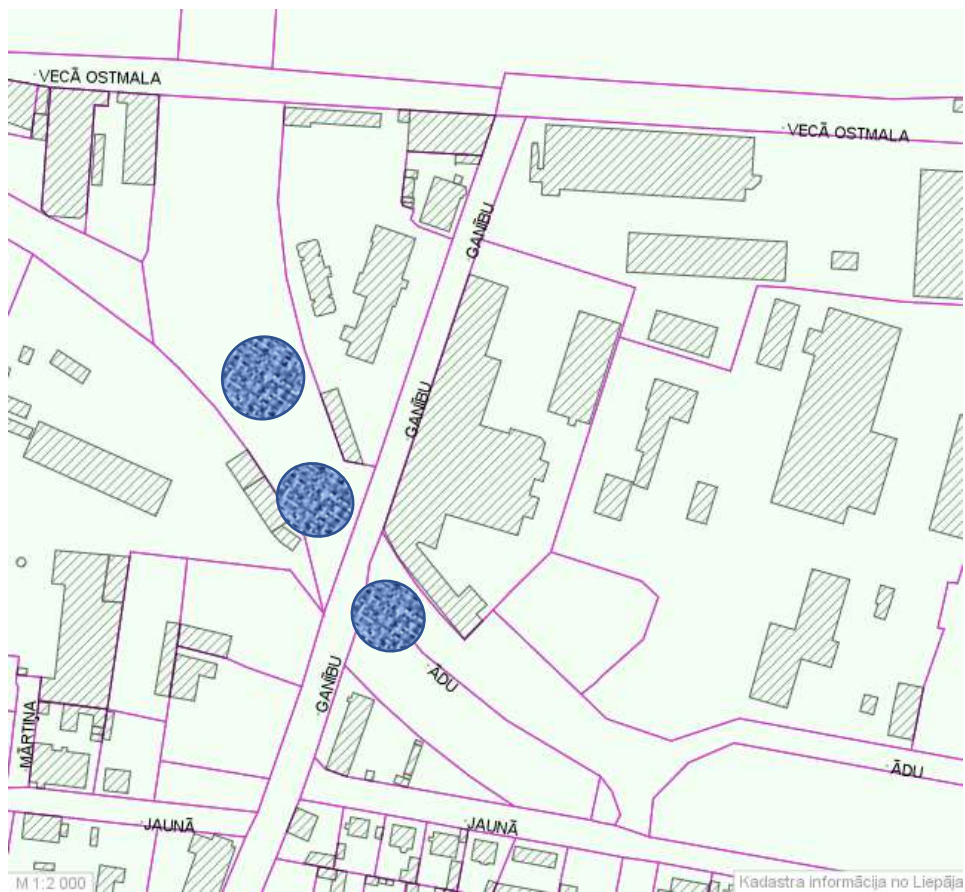 VECĀ OSTMALA
VECĀ OSTMALA
GANĪBU
GANĪBU
GANĪBU
ĀDU
ĀDU
MĀRTIŅA
JAUNĀ
JAUNĀ
M 1:2 000
Kadastra informācija no Liepāja